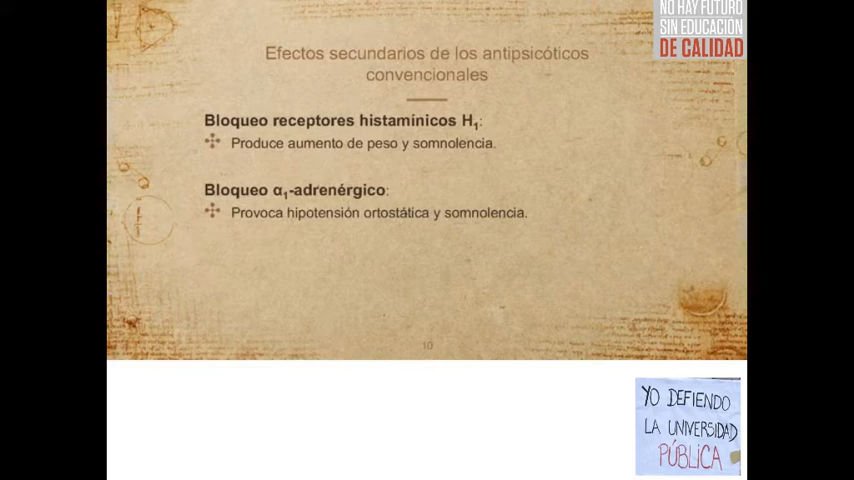 NO HAY FUTURO
SIN EDUCACIÓN
DE CALIDAD
Efectos secundarios de los antipsicóticos
convencionales
Bloqueo receptores histamínicos H₁:
Produce aumento de peso y somnolencia.
Bloqueo α₁-adrenérgico:
Provoca hipotensión ortostática y somnolencia.
10
YO DEFIENDO
LA UNIVERSIDAD
PÚBLICA